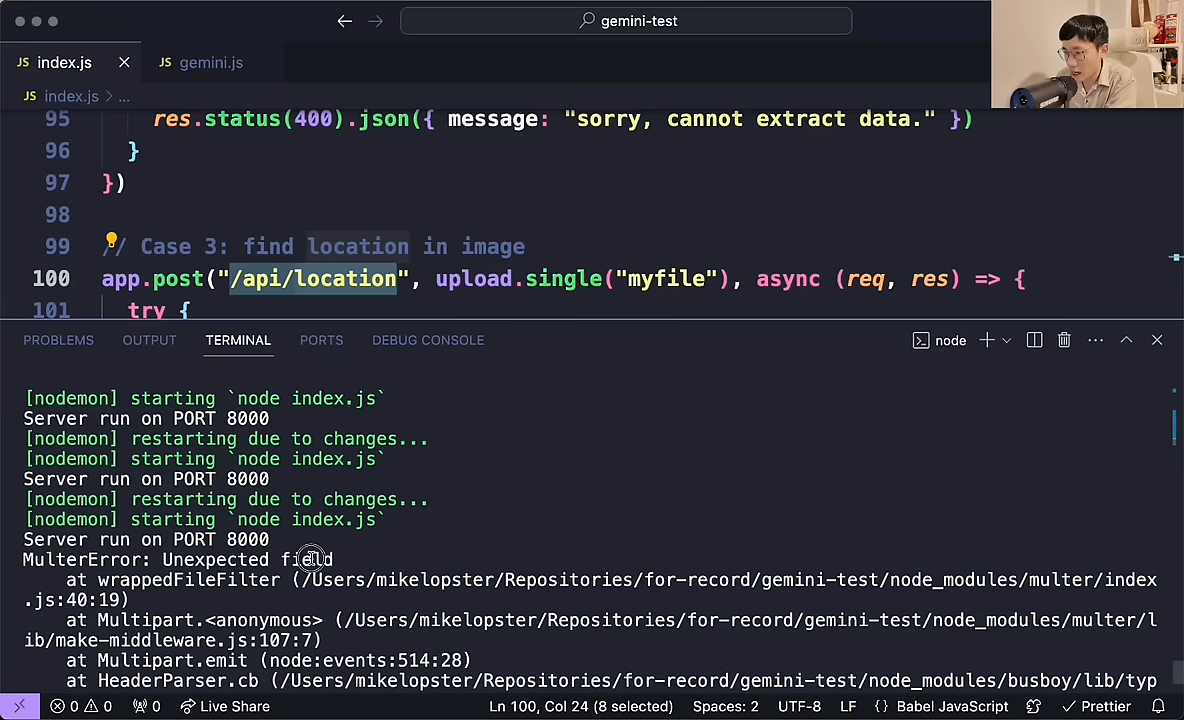 gemini-test
JS index.js
JS gemini.js
JS index.js > ...
95 res.status(400).json({ message: "sorry, cannot extract data." })
96 }
97 })
98
99 // Case 3: find location in image
100 app.post("/api/location", upload.single("myfile"), async (req, res) => {
101 try {
PROBLEMS OUTPUT TERMINAL PORTS DEBUG CONSOLE node
[nodemon] starting `node index.js`
Server run on PORT 8000
[nodemon] restarting due to changes...
[nodemon] starting `node index.js`
Server run on PORT 8000
[nodemon] restarting due to changes...
[nodemon] starting `node index.js`
Server run on PORT 8000
MulterError: Unexpected field
at wrappedFileFilter (/Users/mikelopster/Repositories/for-record/gemini-test/node_modules/multer/index
.js:40:19)
at Multipart.<anonymous> (/Users/mikelopster/Repositories/for-record/gemini-test/node_modules/multer/l
ib/make-middleware.js:107:7)
at Multipart.emit (node:events:514:28)
at HeaderParser.cb (/Users/mikelopster/Repositories/for-record/gemini-test/node_modules/busboy/lib/typ
0 0 0 Live Share Ln 100, Col 24 (8 selected) Spaces: 2 UTF-8 LF {} Babel JavaScript Prettier